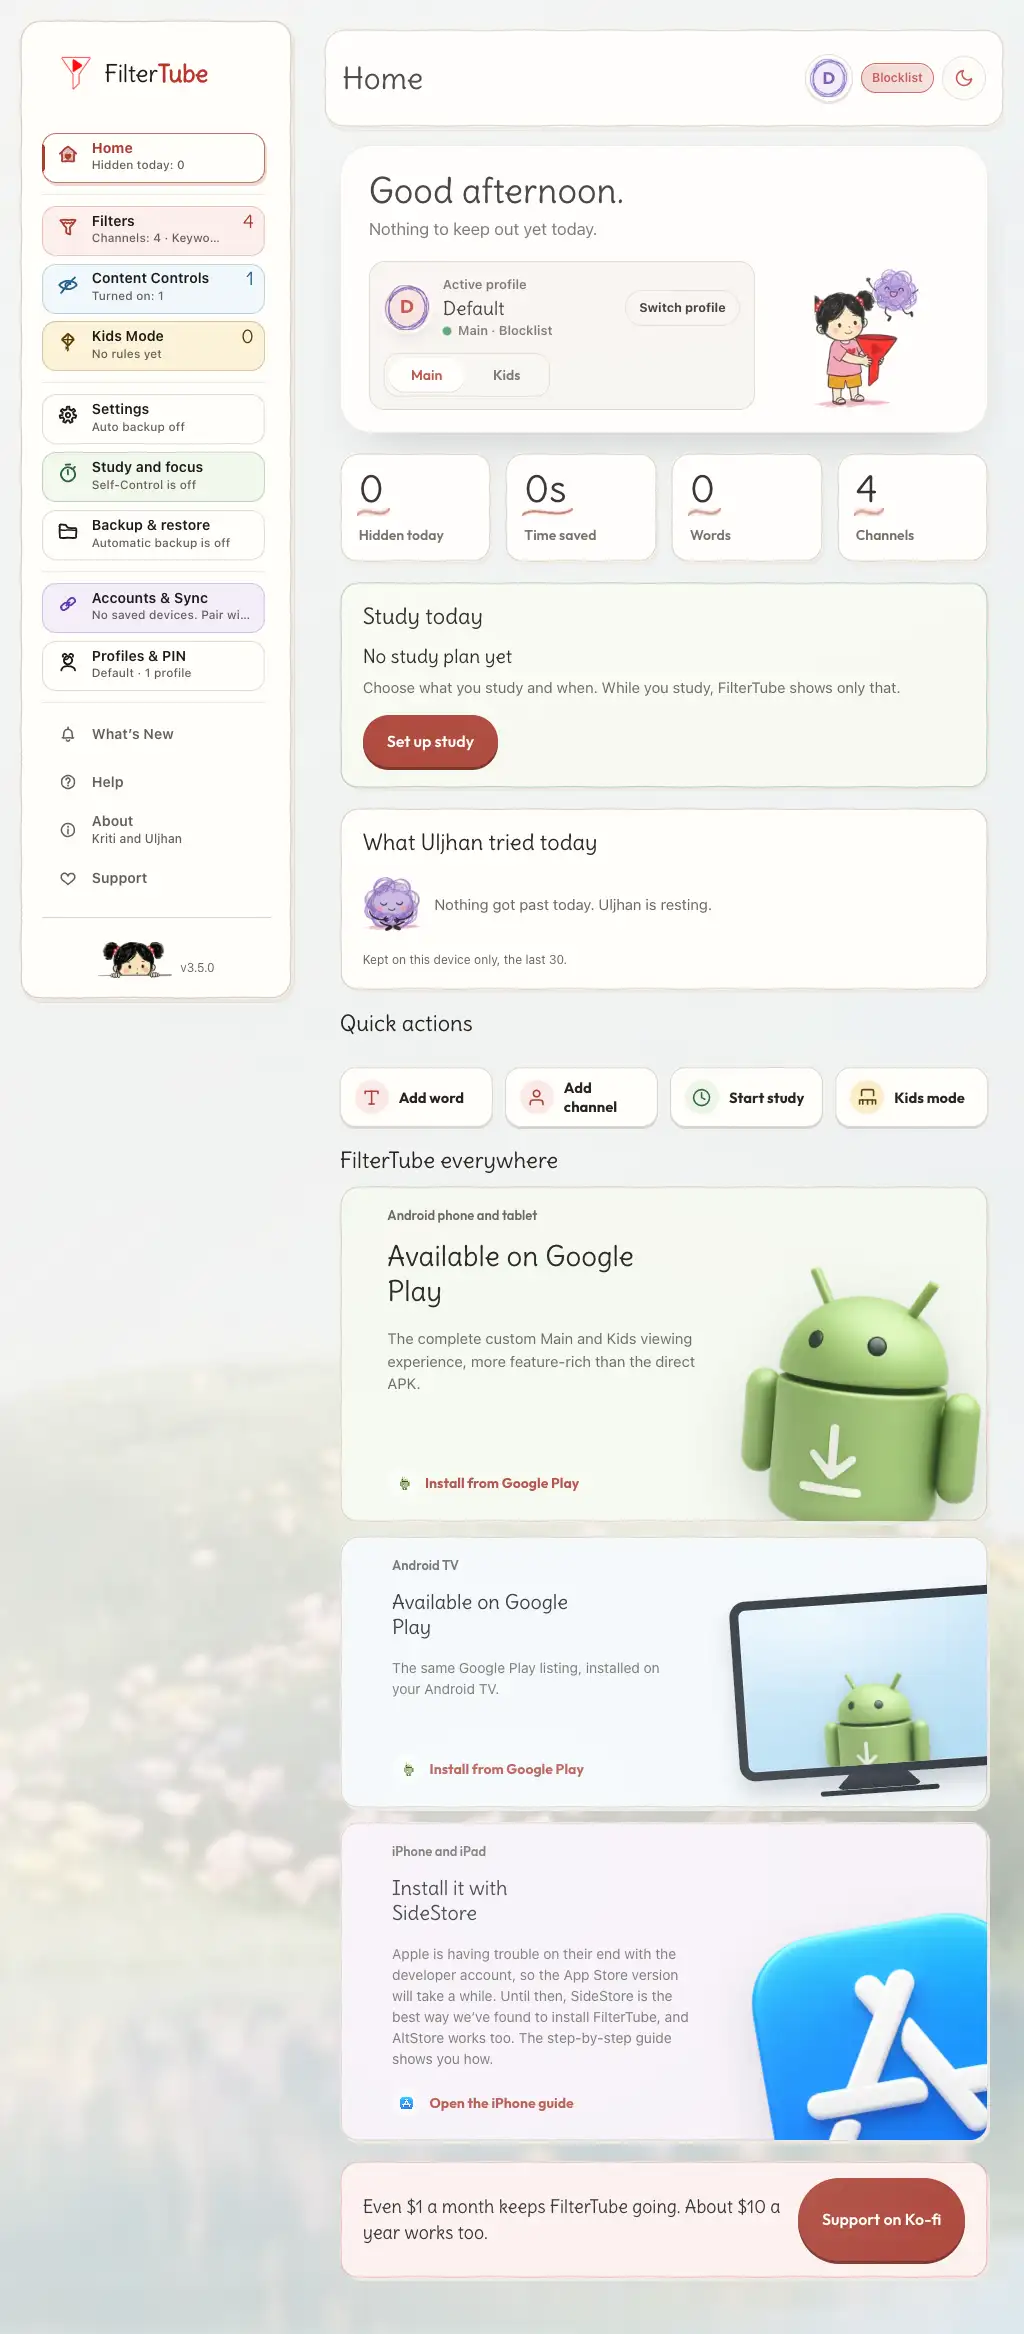 FilterTube
Home
Hidden today: 0
Filters
4
Channels: 4 · Keywo...
Content Controls
1
Turned on: 1
Kids Mode
0
No rules yet
Settings
Auto backup off
Study and focus
Self-Control is off
Backup & restore
Automatic backup is off
Accounts & Sync
No saved devices. Pair wi...
Profiles & PIN
Default · 1 profile
What's New
Help
About
Kriti and Uljhan
Support
v3.5.0
Home
D
Blocklist
Good afternoon.
Nothing to keep out yet today.
D
Active profile
Default
Main · Blocklist
Switch profile
Main
Kids
0
Hidden today
0s
Time saved
0
Words
4
Channels
Study today
No study plan yet
Choose what you study and when. While you study, FilterTube shows only that.
Set up study
What Uljhan tried today
Nothing got past today. Uljhan is resting.
Kept on this device only, the last 30.
Quick actions
Add word
Add
channel
Start study
Kids mode
FilterTube everywhere
Android phone and tablet
Available on Google
Play
The complete custom Main and Kids viewing
experience, more feature-rich than the direct
APK.
Install from Google Play
Android TV
Available on Google
Play
The same Google Play listing, installed on
your Android TV.
Install from Google Play
iPhone and iPad
Install it with
SideStore
Apple is having trouble on their end with the
developer account, so the App Store version
will take a while. Until then, SideStore is the
best way we've found to install FilterTube, and
AltStore works too. The step-by-step guide
shows you how.
Open the iPhone guide
Even $1 a month keeps FilterTube going. About $10 a
year works too.
Support on Ko-fi